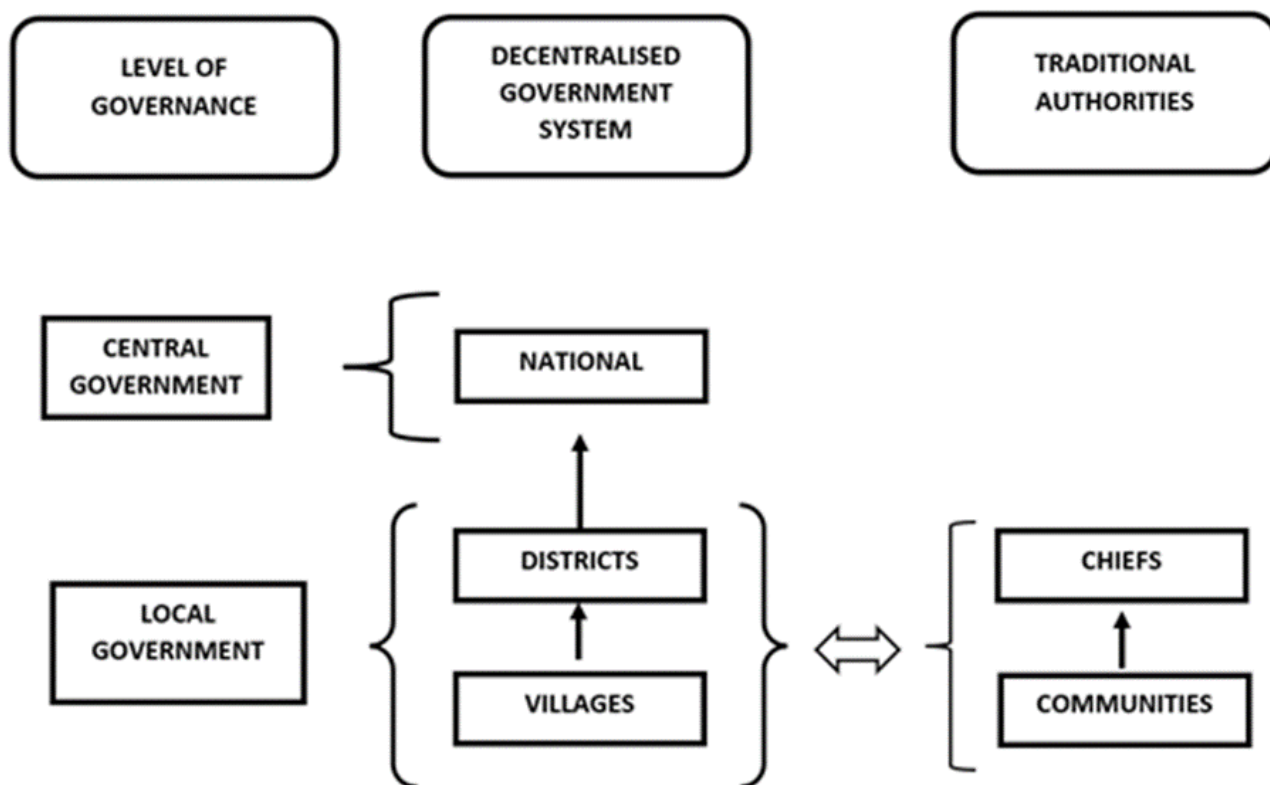 LEVEL OF
GOVERNANCE
DECENTRALISED
GOVERNMENT
SYSTEM
TRADITIONAL
AUTHORITIES
CENTRAL
GOVERNMENT
NATIONAL
LOCAL
GOVERNMENT
DISTRICTS
VILLAGES
CHIEFS
COMMUNITIES